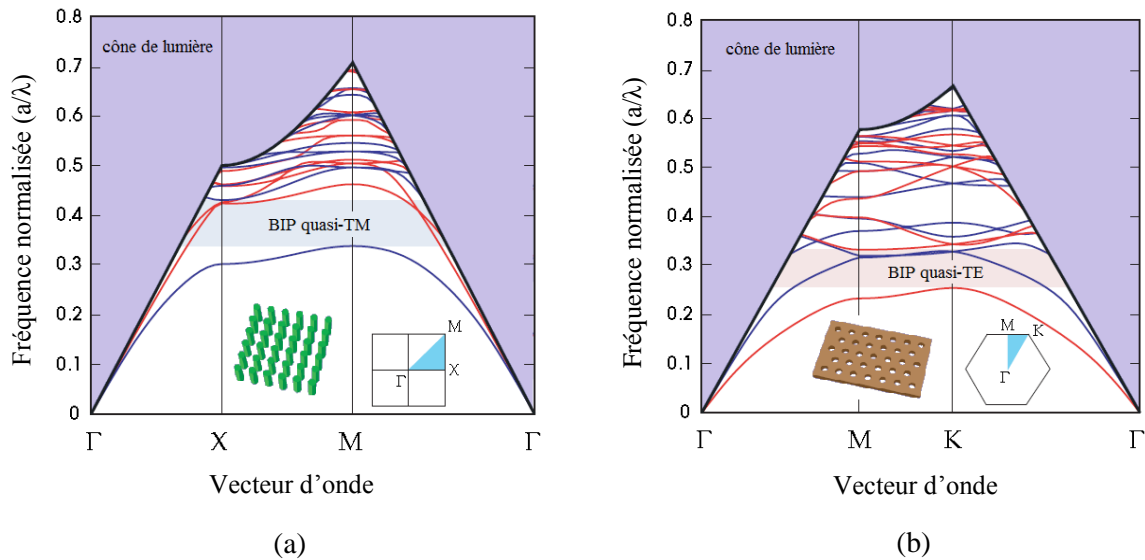 Fréquence normalisée (a/λ)
0.8
0.7
0.6
0.5
0.4
0.3
0.2
0.1
0
cône de lumière
BIP quasi-TM
M
X
Γ
Γ
X
M
Γ
Vecteur d’onde
(a)
Fréquence normalisée (a/λ)
0.8
0.7
0.6
0.5
0.4
0.3
0.2
0.1
0
cône de lumière
BIP quasi-TE
M
K
Γ
Γ
M
K
Γ
Vecteur d’onde
(b)